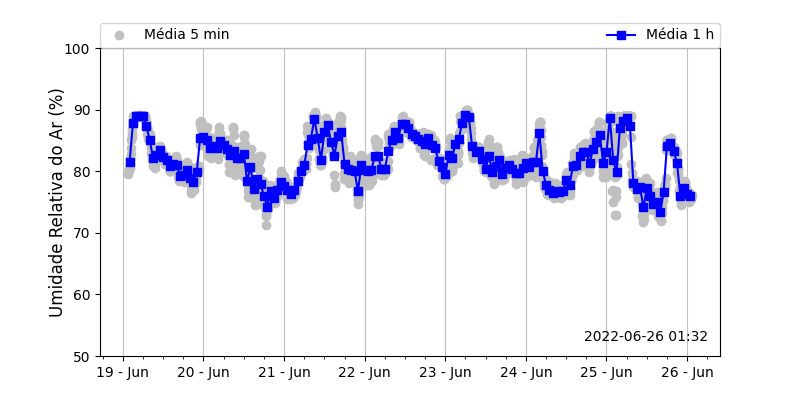 Média 5 min
Média 1 h
Umidade Relativa do Ar (%)
100
90
80
70
60
50
2022-06-26 01:32
19 - Jun
20 - Jun
21 - Jun
22 - Jun
23 - Jun
24 - Jun
25 - Jun
26 - Jun